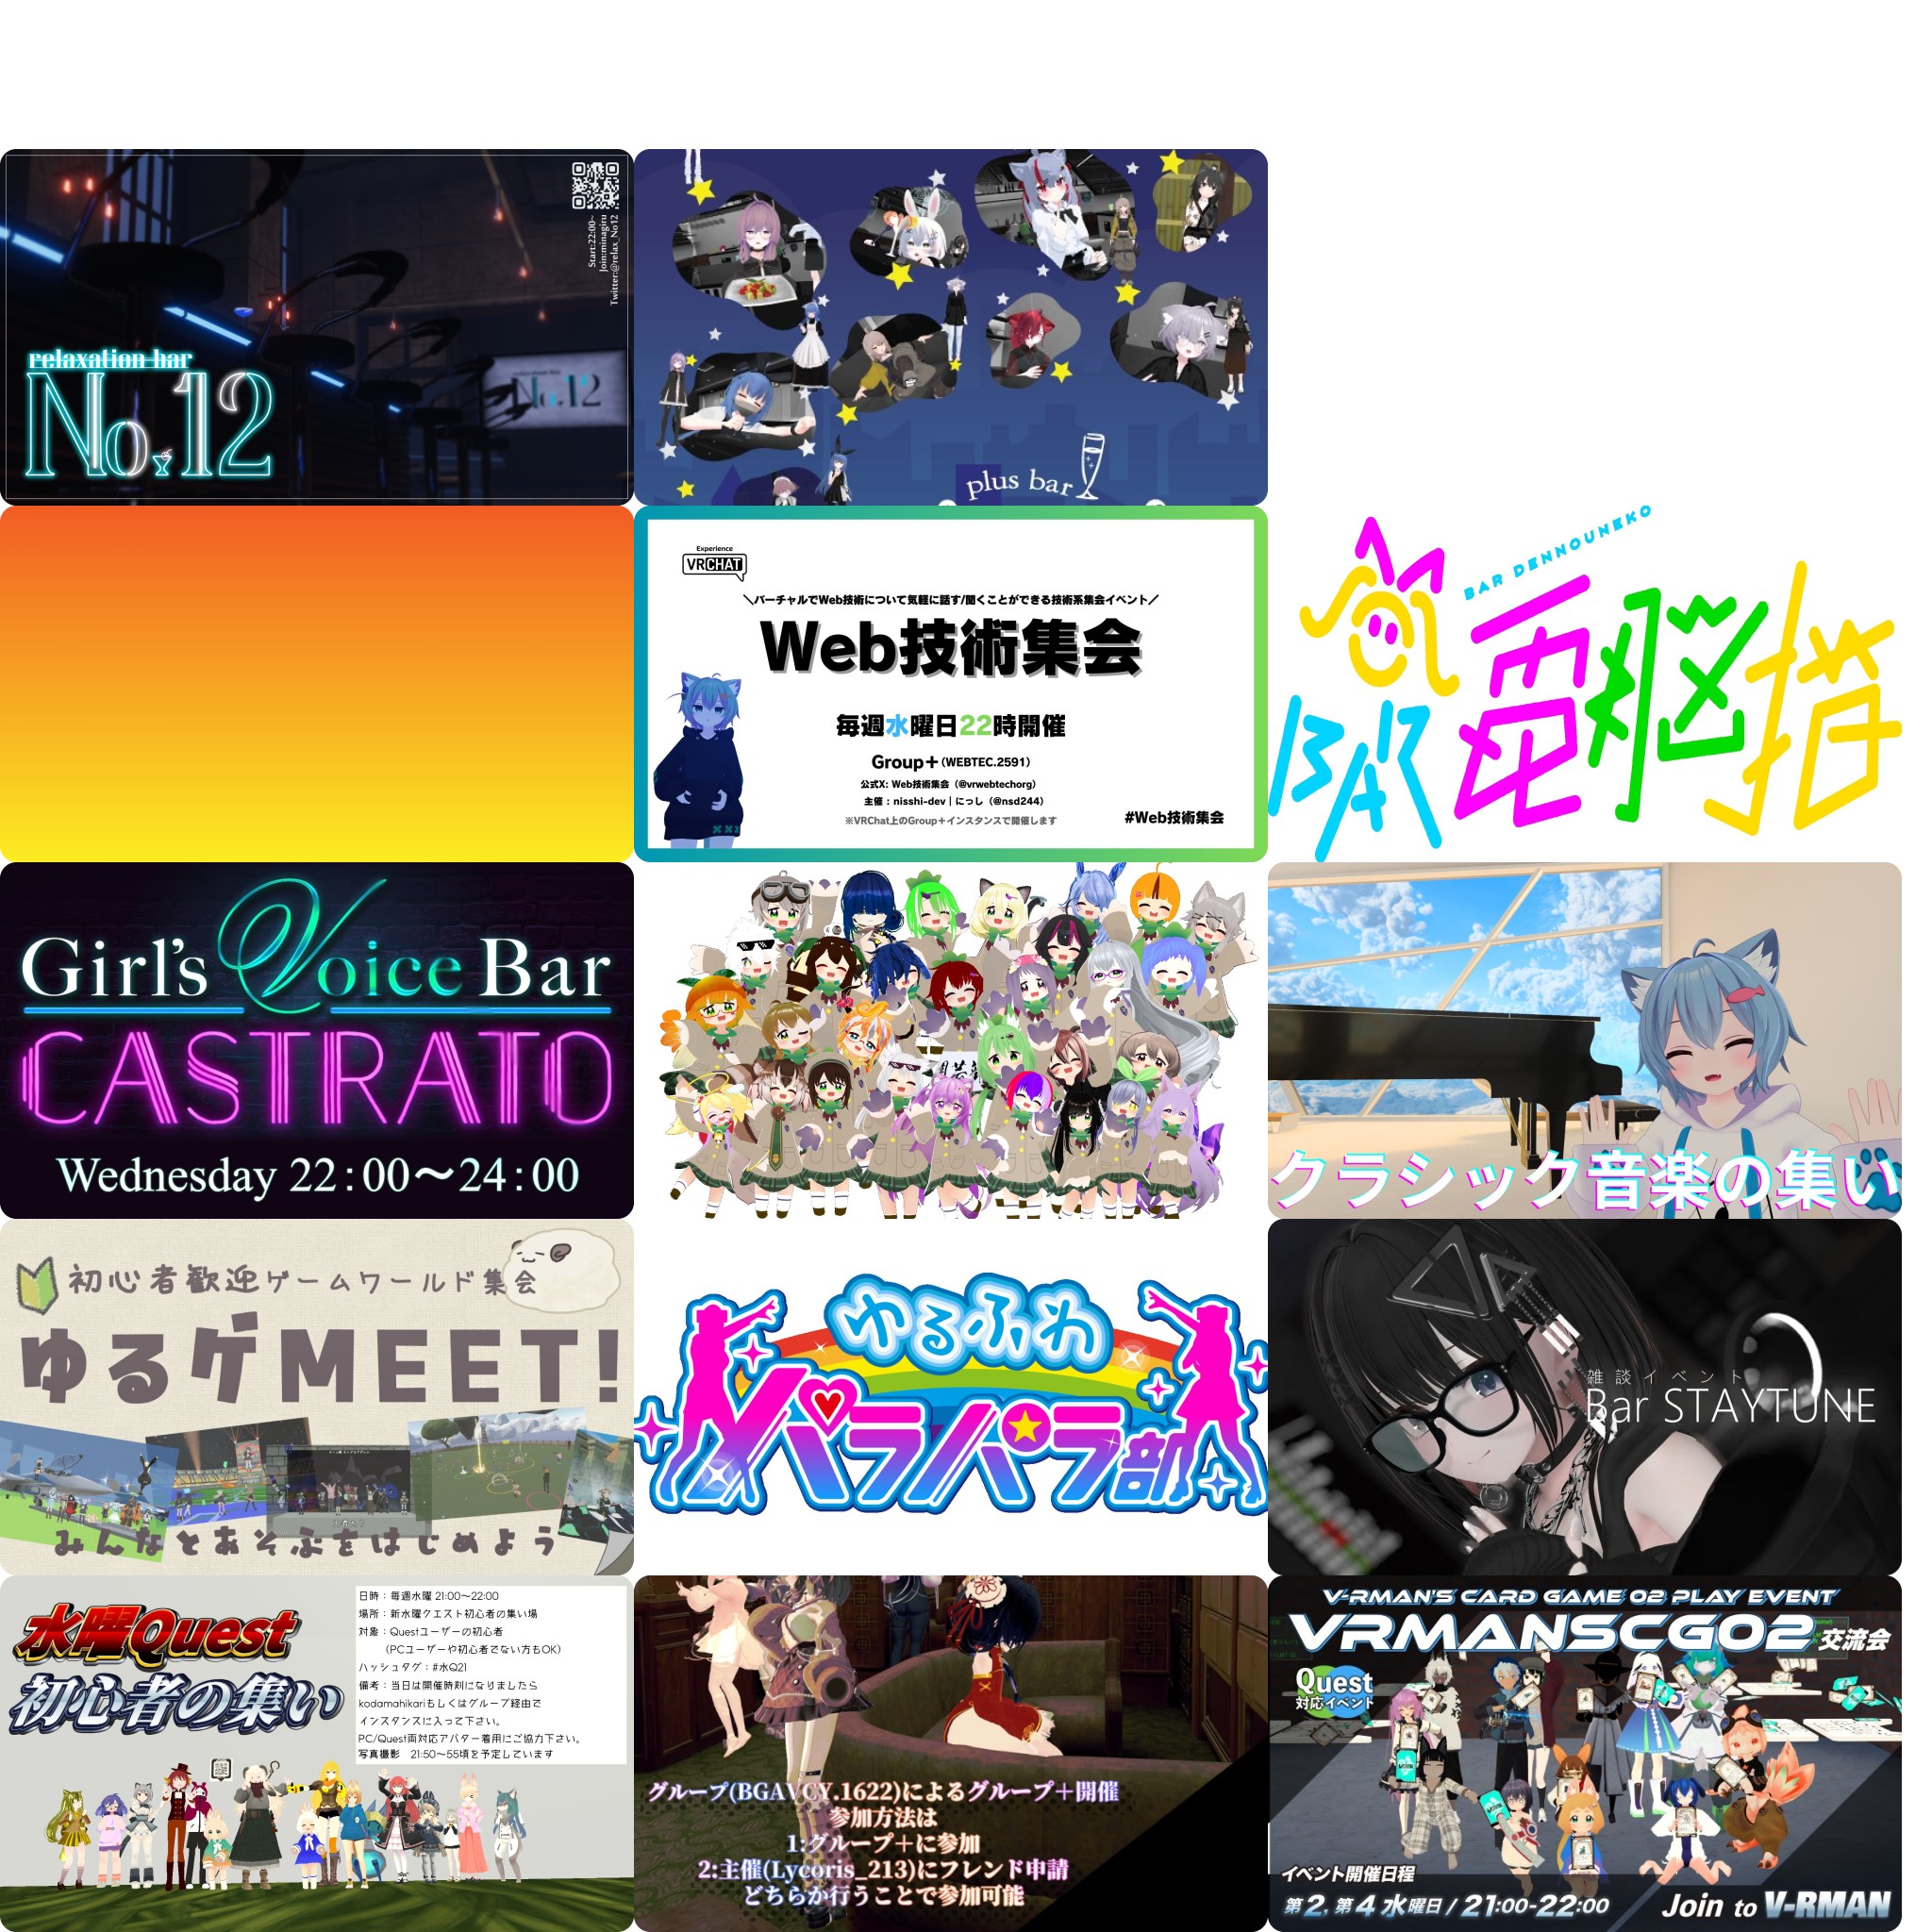 Start:22:00~
Join:minagiru
Twitter:@relax_No12
relaxation bar
No.12
No.12
plus bar
Experience
VRCHAT
＼バーチャルでWeb技術について気軽に話す/聞くことができる技術系集会イベント／
Web技術集会
毎週水曜日22時開催
Group＋(WEBTEC.2591)
公式X: Web技術集会（@vrwebtechorg）
主催：nisshi-dev｜にっし（@nsd244）
※VRChat上のGroup＋インスタンスで開催します
#Web技術集会
BAR DENNOUNEKO
BAR 電脳猫
Girl's Voice Bar
CASTRATO
Wednesday 22:00〜24:00
クラシック音楽の集い
初心者歓迎ゲームワールド集会
ゆるゲMEET!
みんなとあそぶをはじめよう
ゆるふわ
パラパラ部
雑談イベント
Bar STAYTUNE
水曜Quest
初心者の集い
日時：毎週水曜 21:00〜22:00
場所：新水曜クエスト初心者の集い場
対象：Questユーザーの初心者
（PCユーザーや初心者でない方もOK）
ハッシュタグ：#水Q21
備考：当日は開催時刻になりましたら
kodamahikariもしくはグループ経由で
インスタンスに入って下さい。
PC/Quest両対応アバター着用にご協力下さい。
写真撮影　21:50〜55頃を予定しています
グループ(BGAVCY.1622)によるグループ＋開催
参加方法は
1:グループ＋に参加
2:主催(Lycoris_213)にフレンド申請
どちらか行うことで参加可能
V-RMAN'S CARD GAME 02 PLAY EVENT
VRMANSCG02交流会
Quest
対応イベント
イベント開催日程
第2,第4水曜日/21:00-22:00
Join to V-RMAN